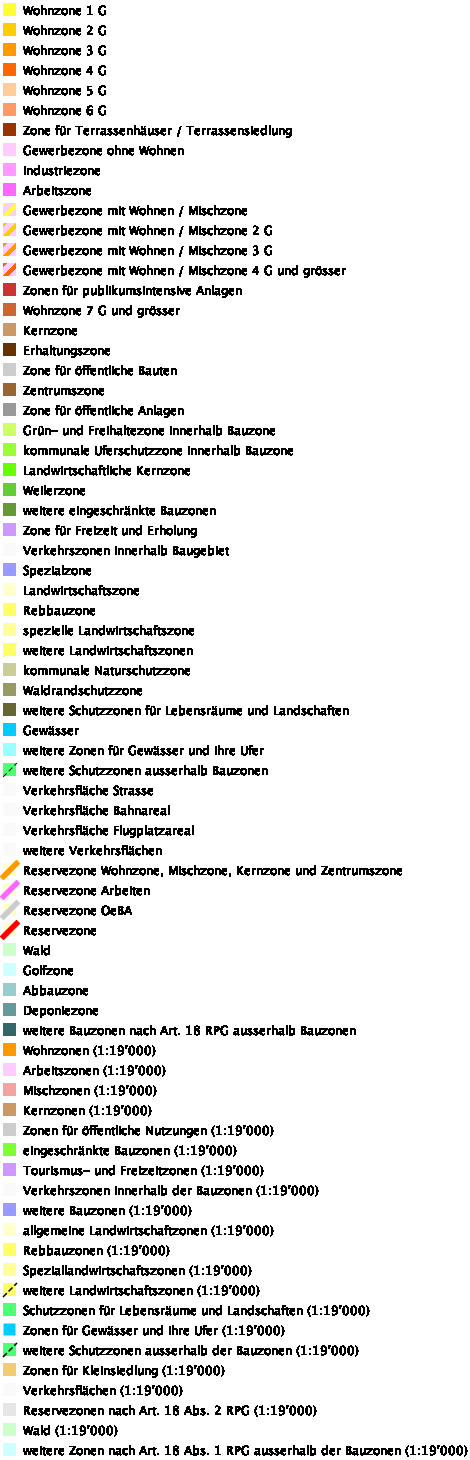 Wohnzone 1 G
Wohnzone 2 G
Wohnzone 3 G
Wohnzone 4 G
Wohnzone 5 G
Wohnzone 6 G
Zone für Terrassenhäuser / Terrassensiedlung
Gewerbezone ohne Wohnen
Industriezone
Arbeitszone
Gewerbezone mit Wohnen / Mischzone
Gewerbezone mit Wohnen / Mischzone 2 G
Gewerbezone mit Wohnen / Mischzone 3 G
Gewerbezone mit Wohnen / Mischzone 4 G und grösser
Zonen für publikumsintensive Anlagen
Wohnzone 7 G und grösser
Kernzone
Erhaltungszone
Zone für öffentliche Bauten
Zentrumszone
Zone für öffentliche Anlagen
Grün- und Freihaltezone innerhalb Bauzone
kommunale Uferschutzzone innerhalb Bauzone
Landwirtschaftliche Kernzone
Weilerzone
weitere eingeschränkte Bauzonen
Zone für Freizeit und Erholung
Verkehrszonen innerhalb Baugebiet
Spezialzone
Landwirtschaftszone
Rebbauzone
spezielle Landwirtschaftszone
weitere Landwirtschaftszonen
kommunale Naturschutzzone
Waldrandschutzzone
weitere Schutzzonen für Lebensräume und Landschaften
Gewässer
weitere Zonen für Gewässer und ihre Ufer
weitere Schutzzonen ausserhalb Bauzonen
Verkehrsfläche Strasse
Verkehrsfläche Bahnareal
Verkehrsfläche Flugplatzareal
weitere Verkehrsflächen
Reservezone Wohnzone, Mischzone, Kernzone und Zentrumszone
Reservezone Arbeiten
Reservezone OeBA
Reservezone
Wald
Golfzone
Abbauzone
Deponiezone
weitere Bauzonen nach Art. 18 RPG ausserhalb Bauzonen
Wohnzonen (1:19'000)
Arbeitszonen (1:19'000)
Mischzonen (1:19'000)
Kernzonen (1:19'000)
Zonen für öffentliche Nutzungen (1:19'000)
eingeschränkte Bauzonen (1:19'000)
Tourismus- und Freizeitzonen (1:19'000)
Verkehrszonen innerhalb der Bauzonen (1:19'000)
weitere Bauzonen (1:19'000)
allgemeine Landwirtschaftzonen (1:19'000)
Rebbauzonen (1:19'000)
Speziallandwirtschaftszonen (1:19'000)
weitere Landwirtschaftszonen (1:19'000)
Schutzzonen für Lebensräume und Landschaften (1:19'000)
Zonen für Gewässer und ihre Ufer (1:19'000)
weitere Schutzzonen ausserhalb der Bauzonen (1:19'000)
Zonen für Kleinsiedlung (1:19'000)
Verkehrsflächen (1:19'000)
Reservezonen nach Art. 18 Abs. 2 RPG (1:19'000)
Wald (1:19'000)
weitere Zonen nach Art. 18 Abs. 1 RPG ausserhalb der Bauzonen (1:19'000)